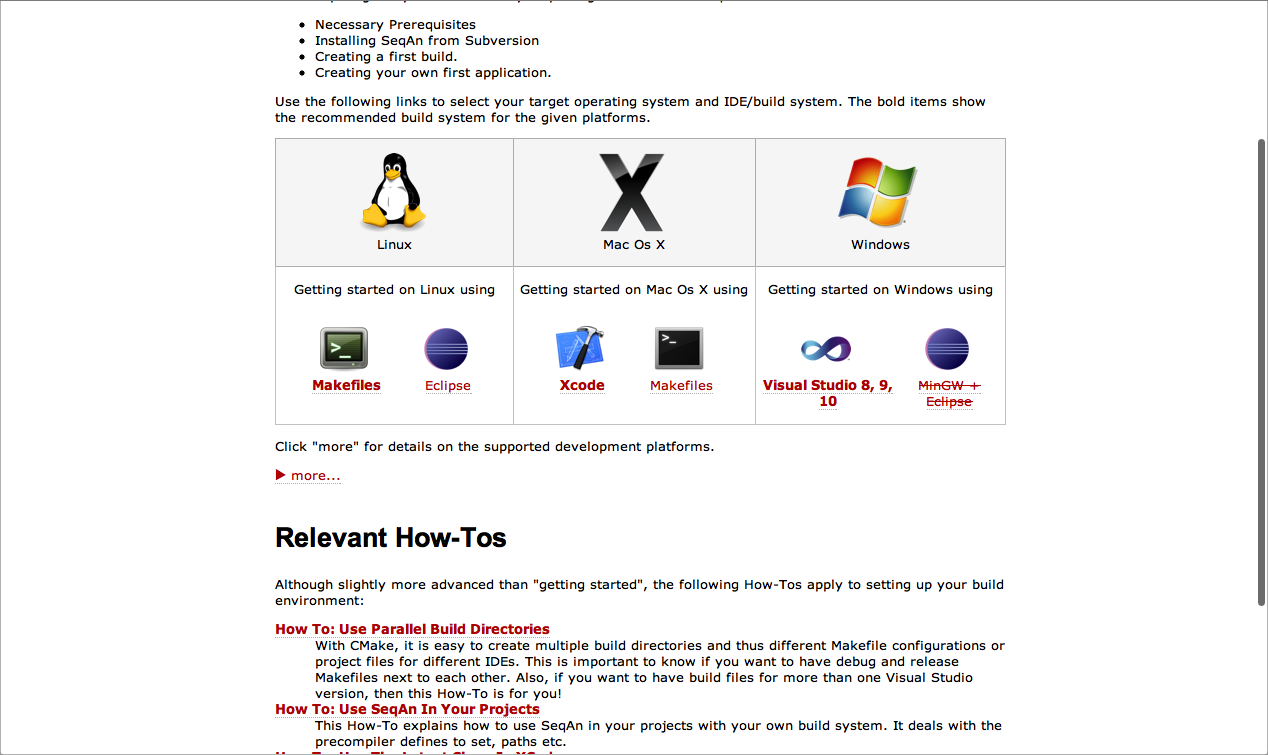 Necessary Prerequisites
Installing SeqAn from Subversion
Creating a first build.
Creating your own first application.
Use the following links to select your target operating system and IDE/build system. The bold items show
the recommended build system for the given platforms.
Linux
Mac Os X
Windows
Getting started on Linux using
Getting started on Mac Os X using
Getting started on Windows using
Makefiles
Eclipse
Xcode
Makefiles
Visual Studio 8, 9,
10
MinGW +
Eclipse
Click "more" for details on the supported development platforms.
more...
Relevant How-Tos
Although slightly more advanced than "getting started", the following How-Tos apply to setting up your build
environment:
How To: Use Parallel Build Directories
With CMake, it is easy to create multiple build directories and thus different Makefile configurations or
project files for different IDEs. This is important to know if you want to have debug and release
Makefiles next to each other. Also, if you want to have build files for more than one Visual Studio
version, then this How-To is for you!
How To: Use SeqAn In Your Projects
This How-To explains how to use SeqAn in your projects with your own build system. It deals with the
precompiler defines to set, paths etc.